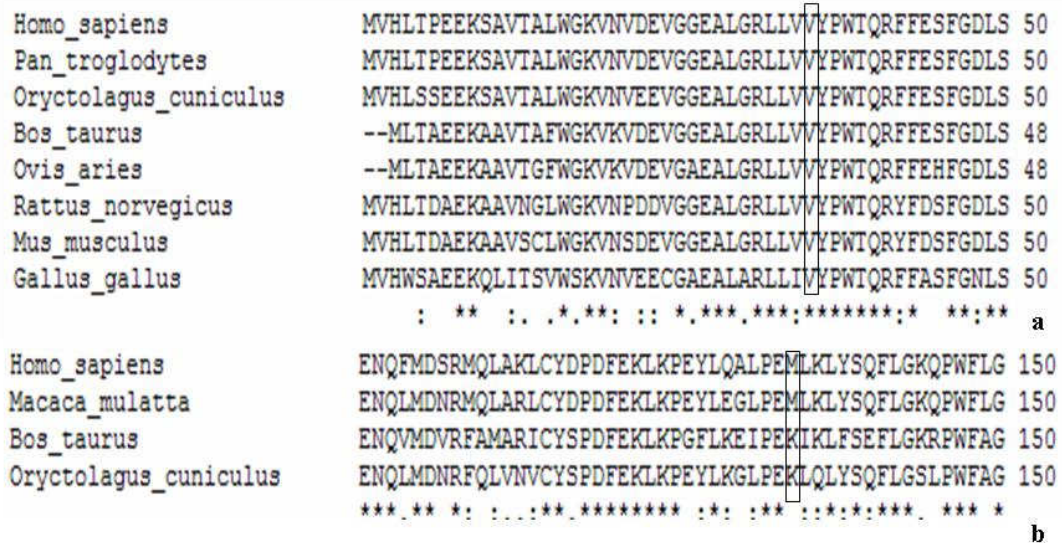 Homo_sapiens MVHLTPEEKSAVTALWGKVNVDEVGGEALGRLLVVYPWTQRFFESFGDLS 50
Pan_troglodytes MVHLTPEEKSAVTALWGKVNVDEVGGEALGRLLVVYPWTQRFFESFGDLS 50
Oryctolagus_cuniculus MVHLSSEEKSAVTALWGKVNVEEVGGEALGRLLVVYPWTQRFFESFGDLS 50
Bos_taurus --MLTAEEKAAVTAFWGKVKVDEVGGEALGRLLVVYPWTQRFFESFGDLS 48
Ovis_aries --MLTAEEKAAVTGFWGKVKVDEVGAEALGRLLVVYPWTQRFFEHFGDLS 48
Rattus_norvegicus MVHLTDAEKAAVNGLWGKVNPDDVGGEALGRLLVVYPWTQRYFDSFGDLS 50
Mus_musculus MVHLTDAEKAAVSCLWGKVNSDEVGGEALGRLLVVYPWTQRYFDSFGDLS 50
Gallus_gallus MVHWSAEEKQLITSVWSKVNVEECGAEALARLLIVYPWTQRFFASFGNLS 50
: ** :. .*.**: :: *.***.***:*******:* **:**
a
Homo_sapiens ENQFMDSRMQLAKLCYDPDFEKLKPEYLQALPEMLKLYSQFLGKQPWFLG 150
Macaca_mulatta ENQLMDNRMQLARLCYDPDFEKLKPEYLEGLPEMLKLYSQFLGKQPWFLG 150
Bos_taurus ENQVMDVRFAMARICYSPDFEKLKPGFLKEIPEKIKLFSEFLGKRPWFAG 150
Oryctolagus_cuniculus ENQLMDNRFQLVNVCYSPDFEKLKPEYLKGLPEKLQLYSQFLGSLPWFAG 150
***.** *: :..:**.******** :*: :** ::*:*:***. *** *
b